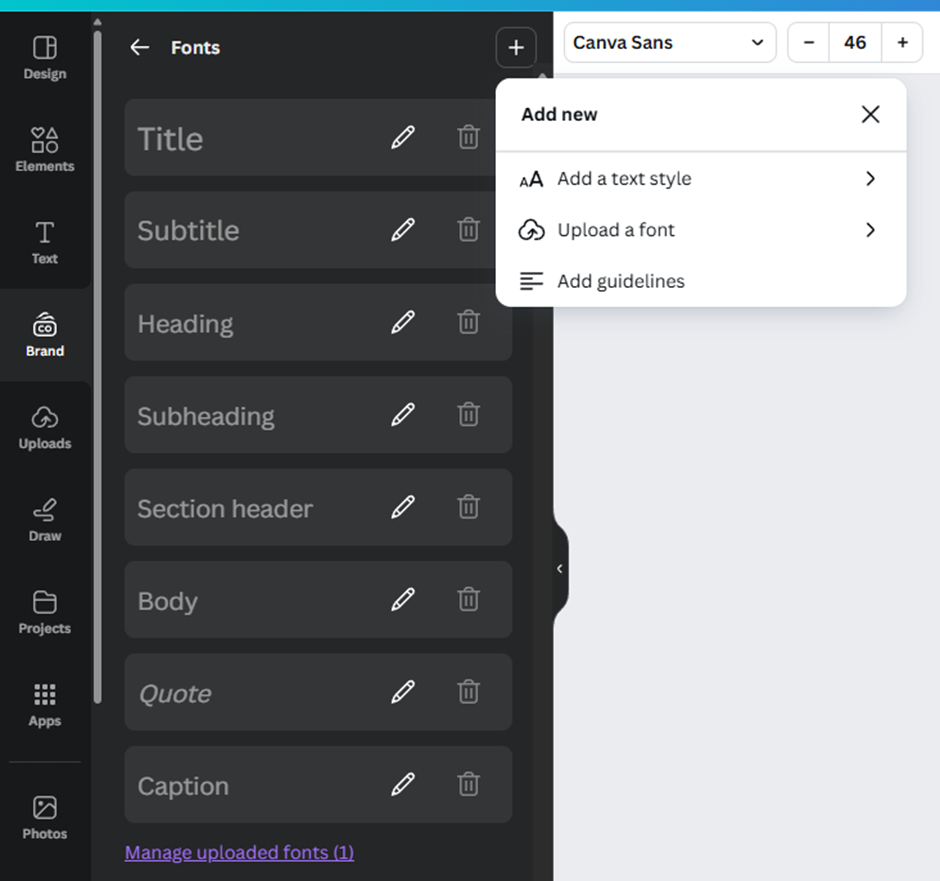 Design
Elements
Text
Brand
Uploads
Draw
Projects
Apps
Photos
Fonts
Title
Subtitle
Heading
Subheading
Section header
Body
Quote
Caption
Manage uploaded fonts (1)
Canva Sans
– 46 +
Add new
Add a text style
Upload a font
Add guidelines